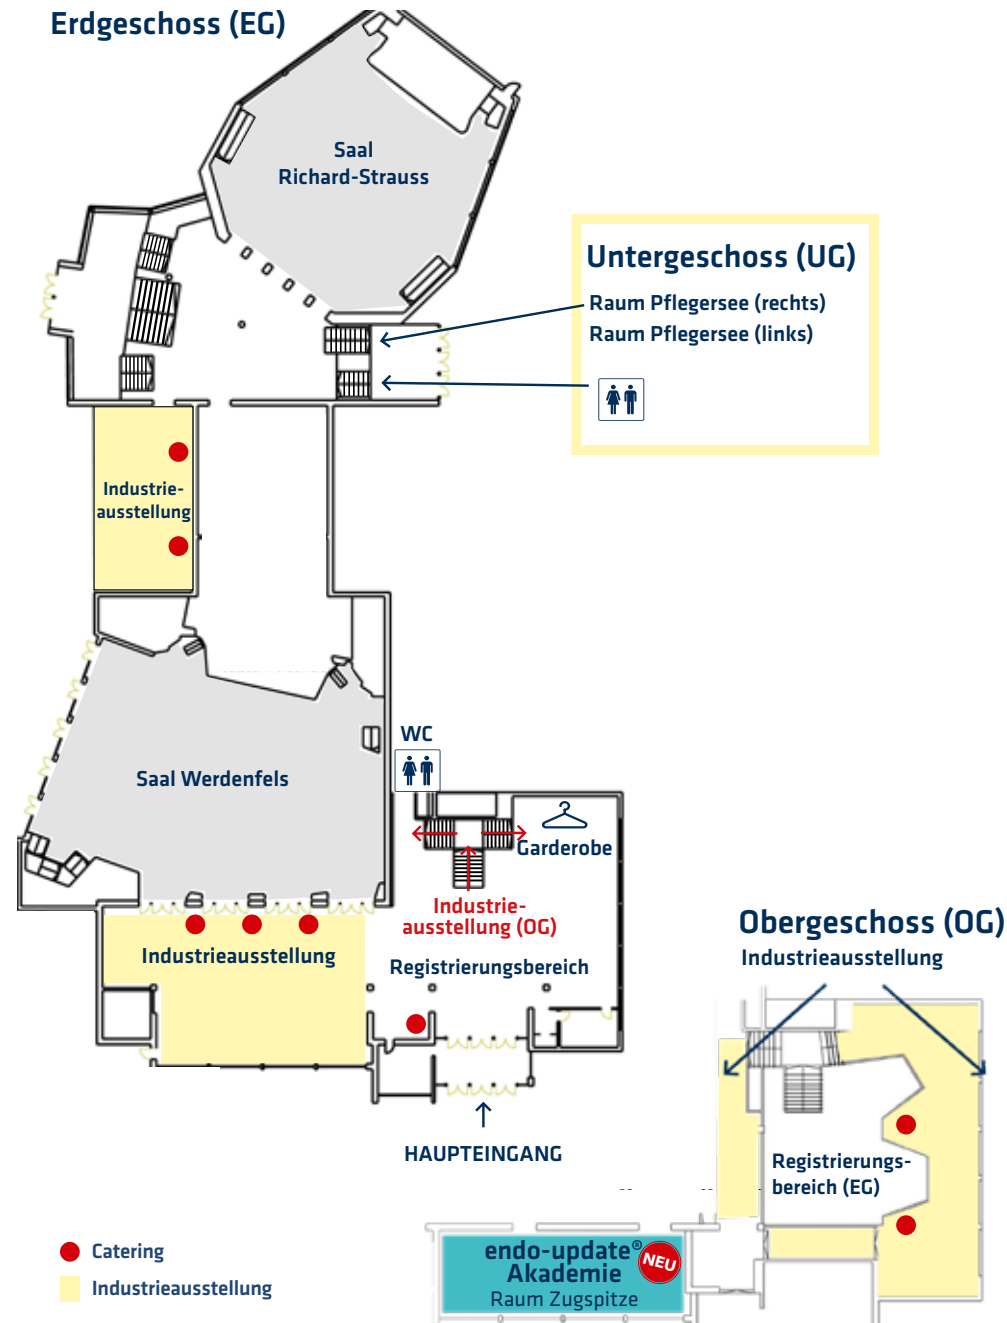 Erdgeschoss (EG)
Saal
Richard-Strauss
Untergeschoss (UG)
Raum Pflegersee (rechts)
Raum Pflegersee (links)
Industrie-
ausstellung
WC
Saal Werdenfels
Garderobe
Industrie-
ausstellung (OG)
Industrieausstellung
Registrierungsbereich
HAUPTEINGANG
Obergeschoss (OG)
Industrieausstellung
Registrierungs-
bereich (EG)
endo-update®
Akademie
NEU
Raum Zugspitze
Catering
Industrieausstellung